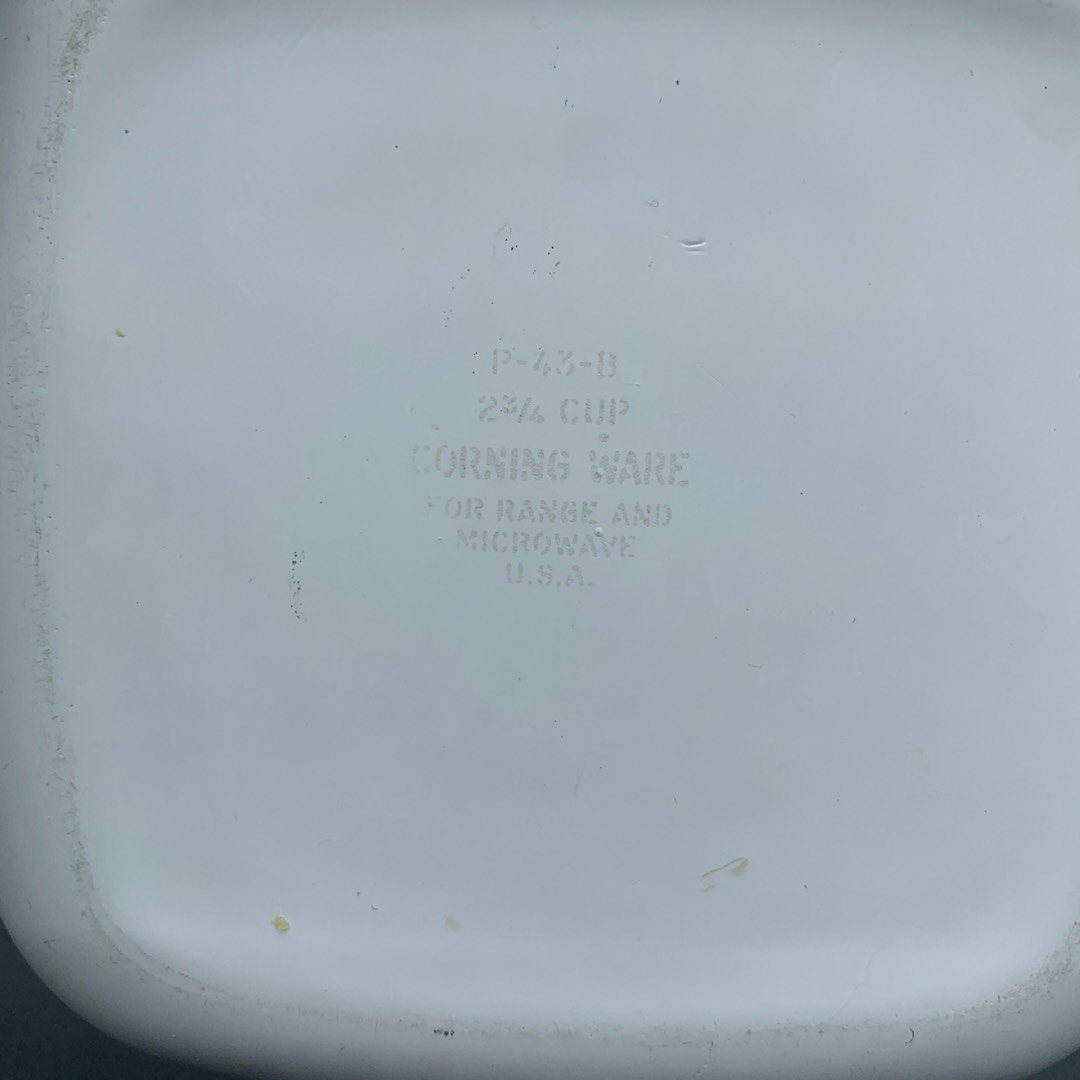 P-43-B
2¾ CUP
CORNING WARE
FOR RANGE AND
MICROWAVE
U.S.A.